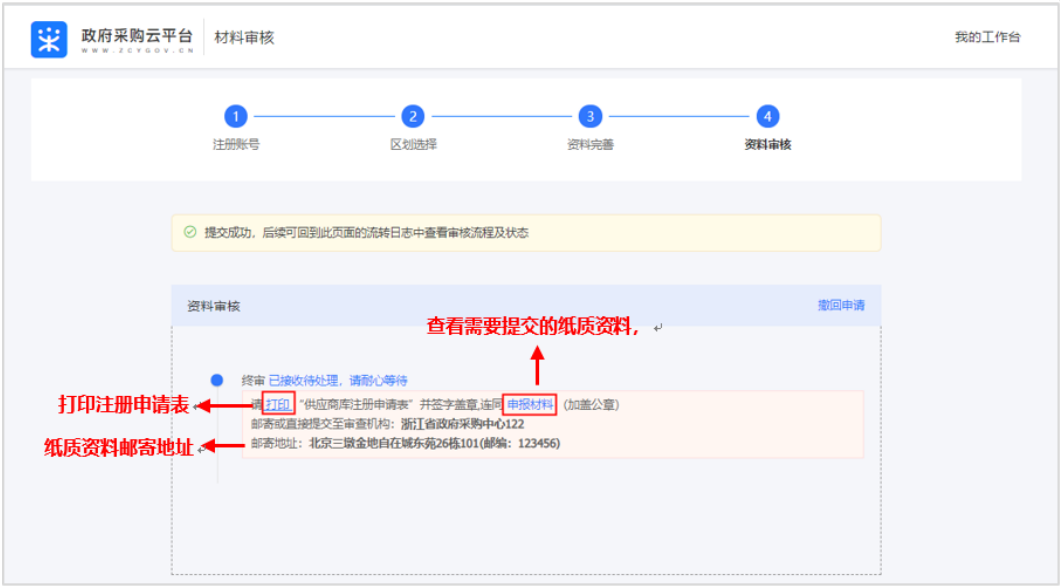 政府采购云平台 材料审核 我的工作台
WWW.ZCYGOV.CN
1 2 3 4
注册账号 区划选择 资料完善 资料审核
提交成功，后续可回到此页面的流转日志中查看审核流程及状态
资料审核 撤回申请
查看需要提交的纸质资料，
终审 已接收待处理，请耐心等待
打印注册申请表
请 打印 "供应商库注册申请表" 并签字盖章,连同 申报材料 (加盖公章)
邮寄或直接提交至审查机构：浙江省政府采购中心122
纸质资料邮寄地址
邮寄地址：北京三墩金地自在城东苑26栋101(邮编：123456)